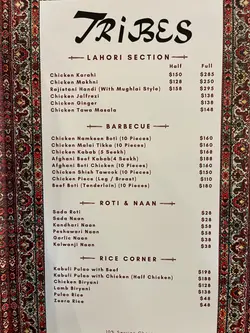 TRiBES
LAHORI SECTION
Half Full
Chicken Karahi $150 $285
Chicken Makhni $128 $250
Rajistani Handi (With Mughlai Style) $158 $295
Chicken Jalfrezi $138
Chicken Ginger $138
Chicken Tawa Masala $148
BARBECUE
Chicken Namkeen Boti (10 Pieces) $160
Chicken Malai Tikka (10 Pieces) $160
Chicken Kabab (5 Seekh) $168
Afghani Beef Kabab(4 Seekh) $188
Afghani Boti Chicken (10 Pieces) $160
Chicken Shish Tawook (10 Pieces) $150
Chicken Piece (Leg / Breast) $110
Beef Boti (Tenderloin) (10 Pieces) $180
ROTI & NAAN
Sada Roti $28
Sada Naan $28
Kandhari Naan $58
Peshawari Naan $58
Garlic Naan $38
Kalwanji Naan $38
RICE CORNER
Kabuli Pulao with Beef $198
Kabuli Pulao with Chicken (Half Chicken) $188
Chicken Biryani $128
Lamb Biryani $138
Pulao Rice $48
Zeera Rice $48